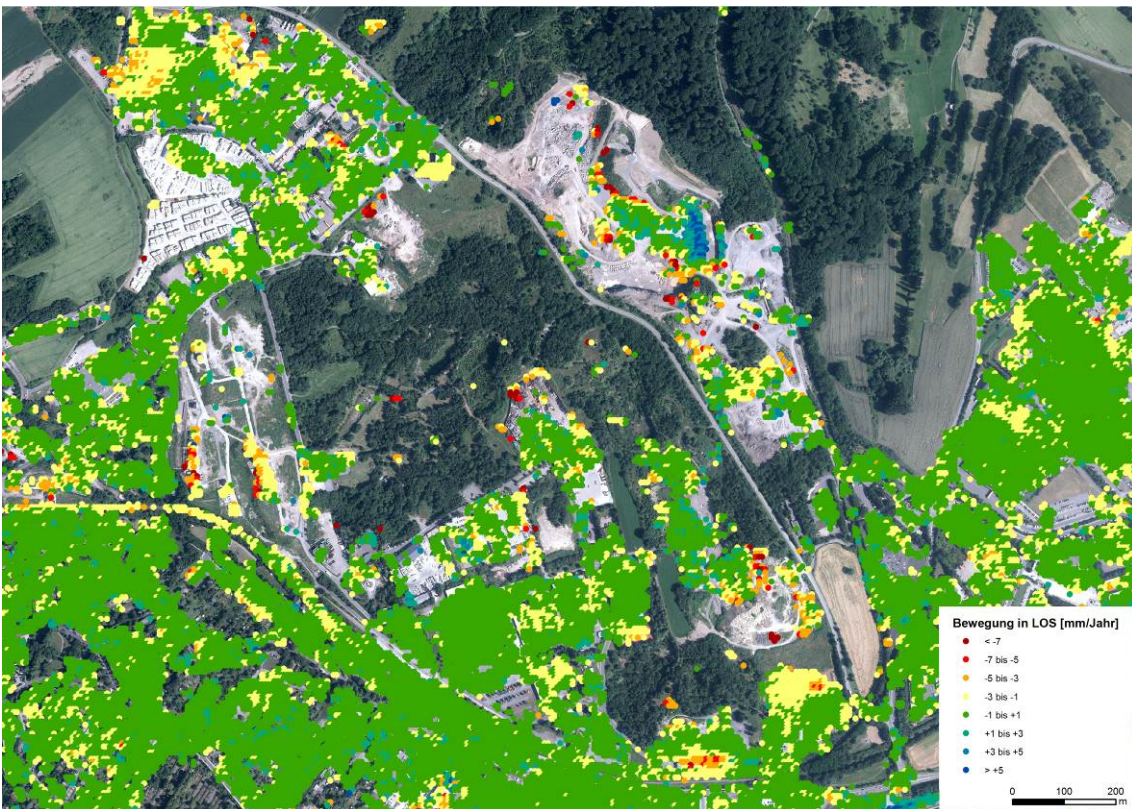 Bewegung in LOS [mm/Jahr]
< -7
-7 bis -5
-5 bis -3
-3 bis -1
-1 bis +1
+1 bis +3
+3 bis +5
> +5
0 100 200
m